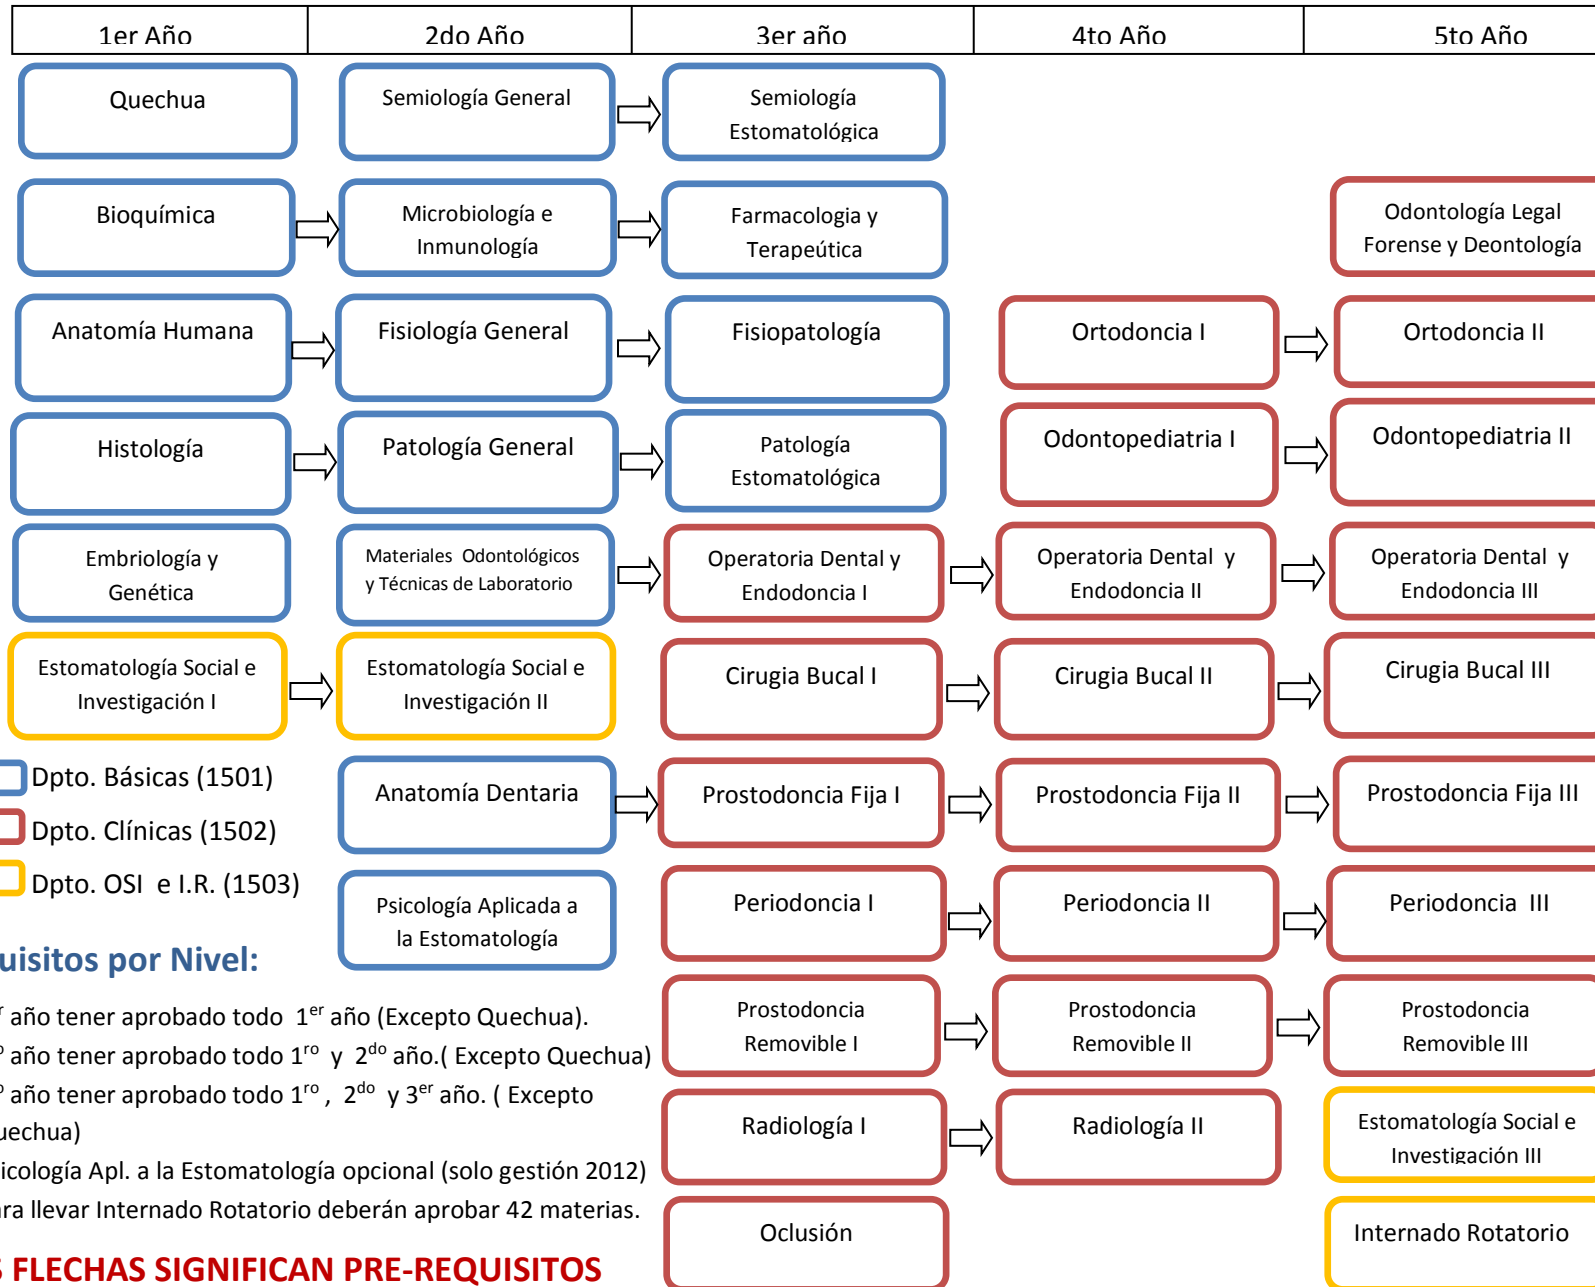 1er Año
2do Año
3er año
4to Año
5to Año
Quechua
Semiología General
Semiología
Estomatológica
Bioquímica
Microbiología e
Inmunología
Farmacologia y
Terapeútica
Odontología Legal
Forense y Deontología
Anatomía Humana
Fisiología General
Fisiopatología
Ortodoncia I
Ortodoncia II
Histología
Patología General
Patología
Estomatológica
Odontopediatria I
Odontopediatria II
Embriología y
Genética
Materiales Odontológicos
y Técnicas de Laboratorio
Operatoria Dental y
Endodoncia I
Operatoria Dental y
Endodoncia II
Operatoria Dental y
Endodoncia III
Estomatología Social e
Investigación I
Estomatología Social e
Investigación II
Cirugia Bucal I
Cirugia Bucal II
Cirugia Bucal III
Anatomía Dentaria
Prostodoncia Fija I
Prostodoncia Fija II
Prostodoncia Fija III
Psicología Aplicada a
la Estomatología
Periodoncia I
Periodoncia II
Periodoncia III
Prostodoncia
Removible I
Prostodoncia
Removible II
Prostodoncia
Removible III
Radiología I
Radiología II
Estomatología Social e
Investigación III
Oclusión
Internado Rotatorio
Dpto. Básicas (1501)
Dpto. Clínicas (1502)
Dpto. OSI e I.R. (1503)
uisitos por Nivel:
r año tener aprobado todo 1er año (Excepto Quechua).
o año tener aprobado todo 1ro y 2do año.( Excepto Quechua)
o año tener aprobado todo 1ro , 2do y 3er año. ( Excepto
uechua)
icología Apl. a la Estomatología opcional (solo gestión 2012)
ara llevar Internado Rotatorio deberán aprobar 42 materias.
S FLECHAS SIGNIFICAN PRE-REQUISITOS